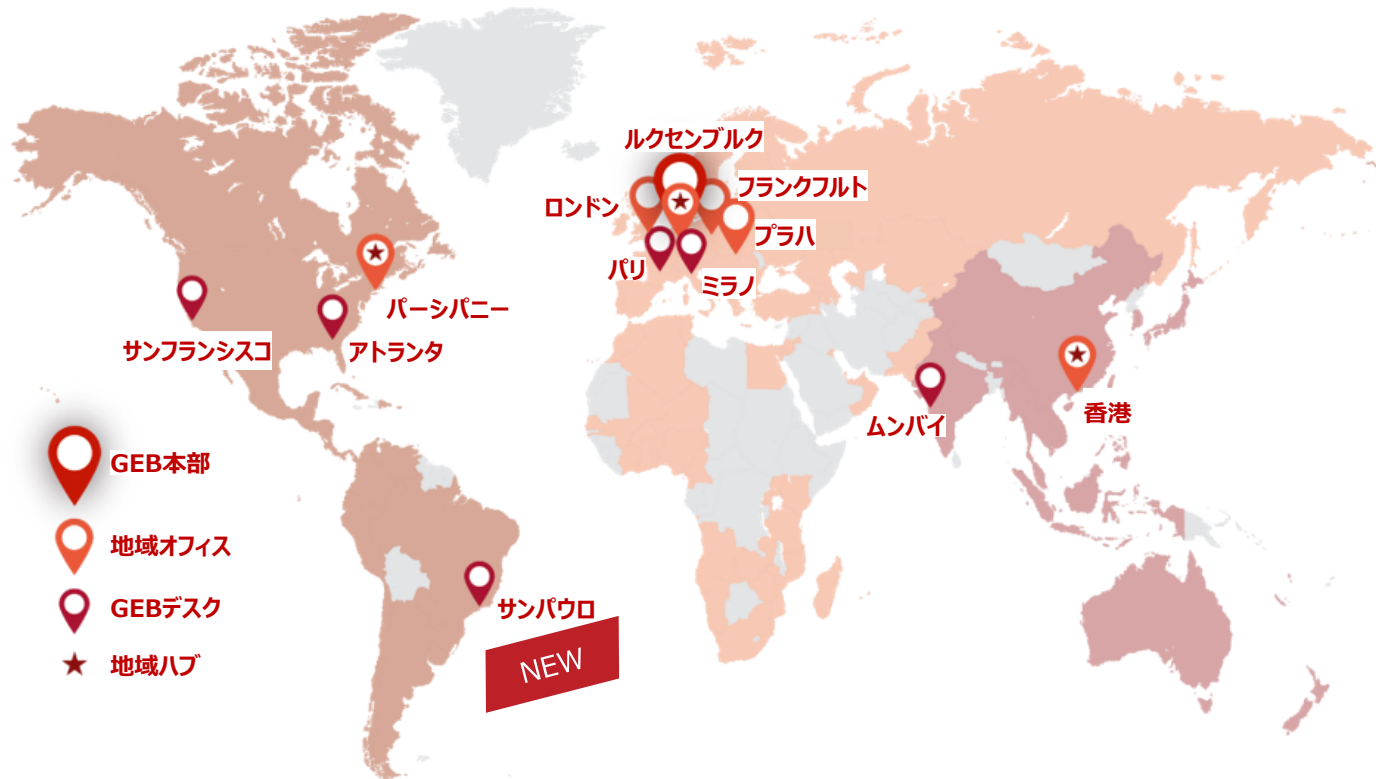 ルクセンブルク
フランクフルト
ロンドン
プラハ
パリ
ミラノ
パーシパニー
サンフランシスコ
アトランタ
香港
ムンバイ
GEB本部
地域オフィス
GEBデスク
サンパウロ
地域ハブ
NEW